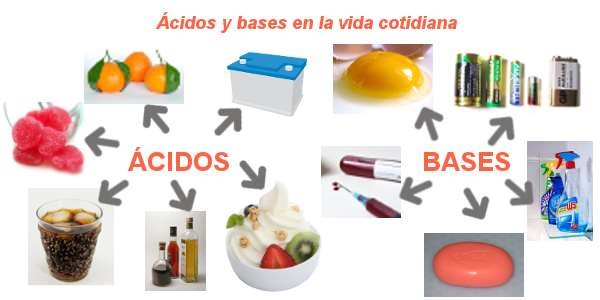 Ácidos y bases en la vida cotidiana
ÁCIDOS
BASES